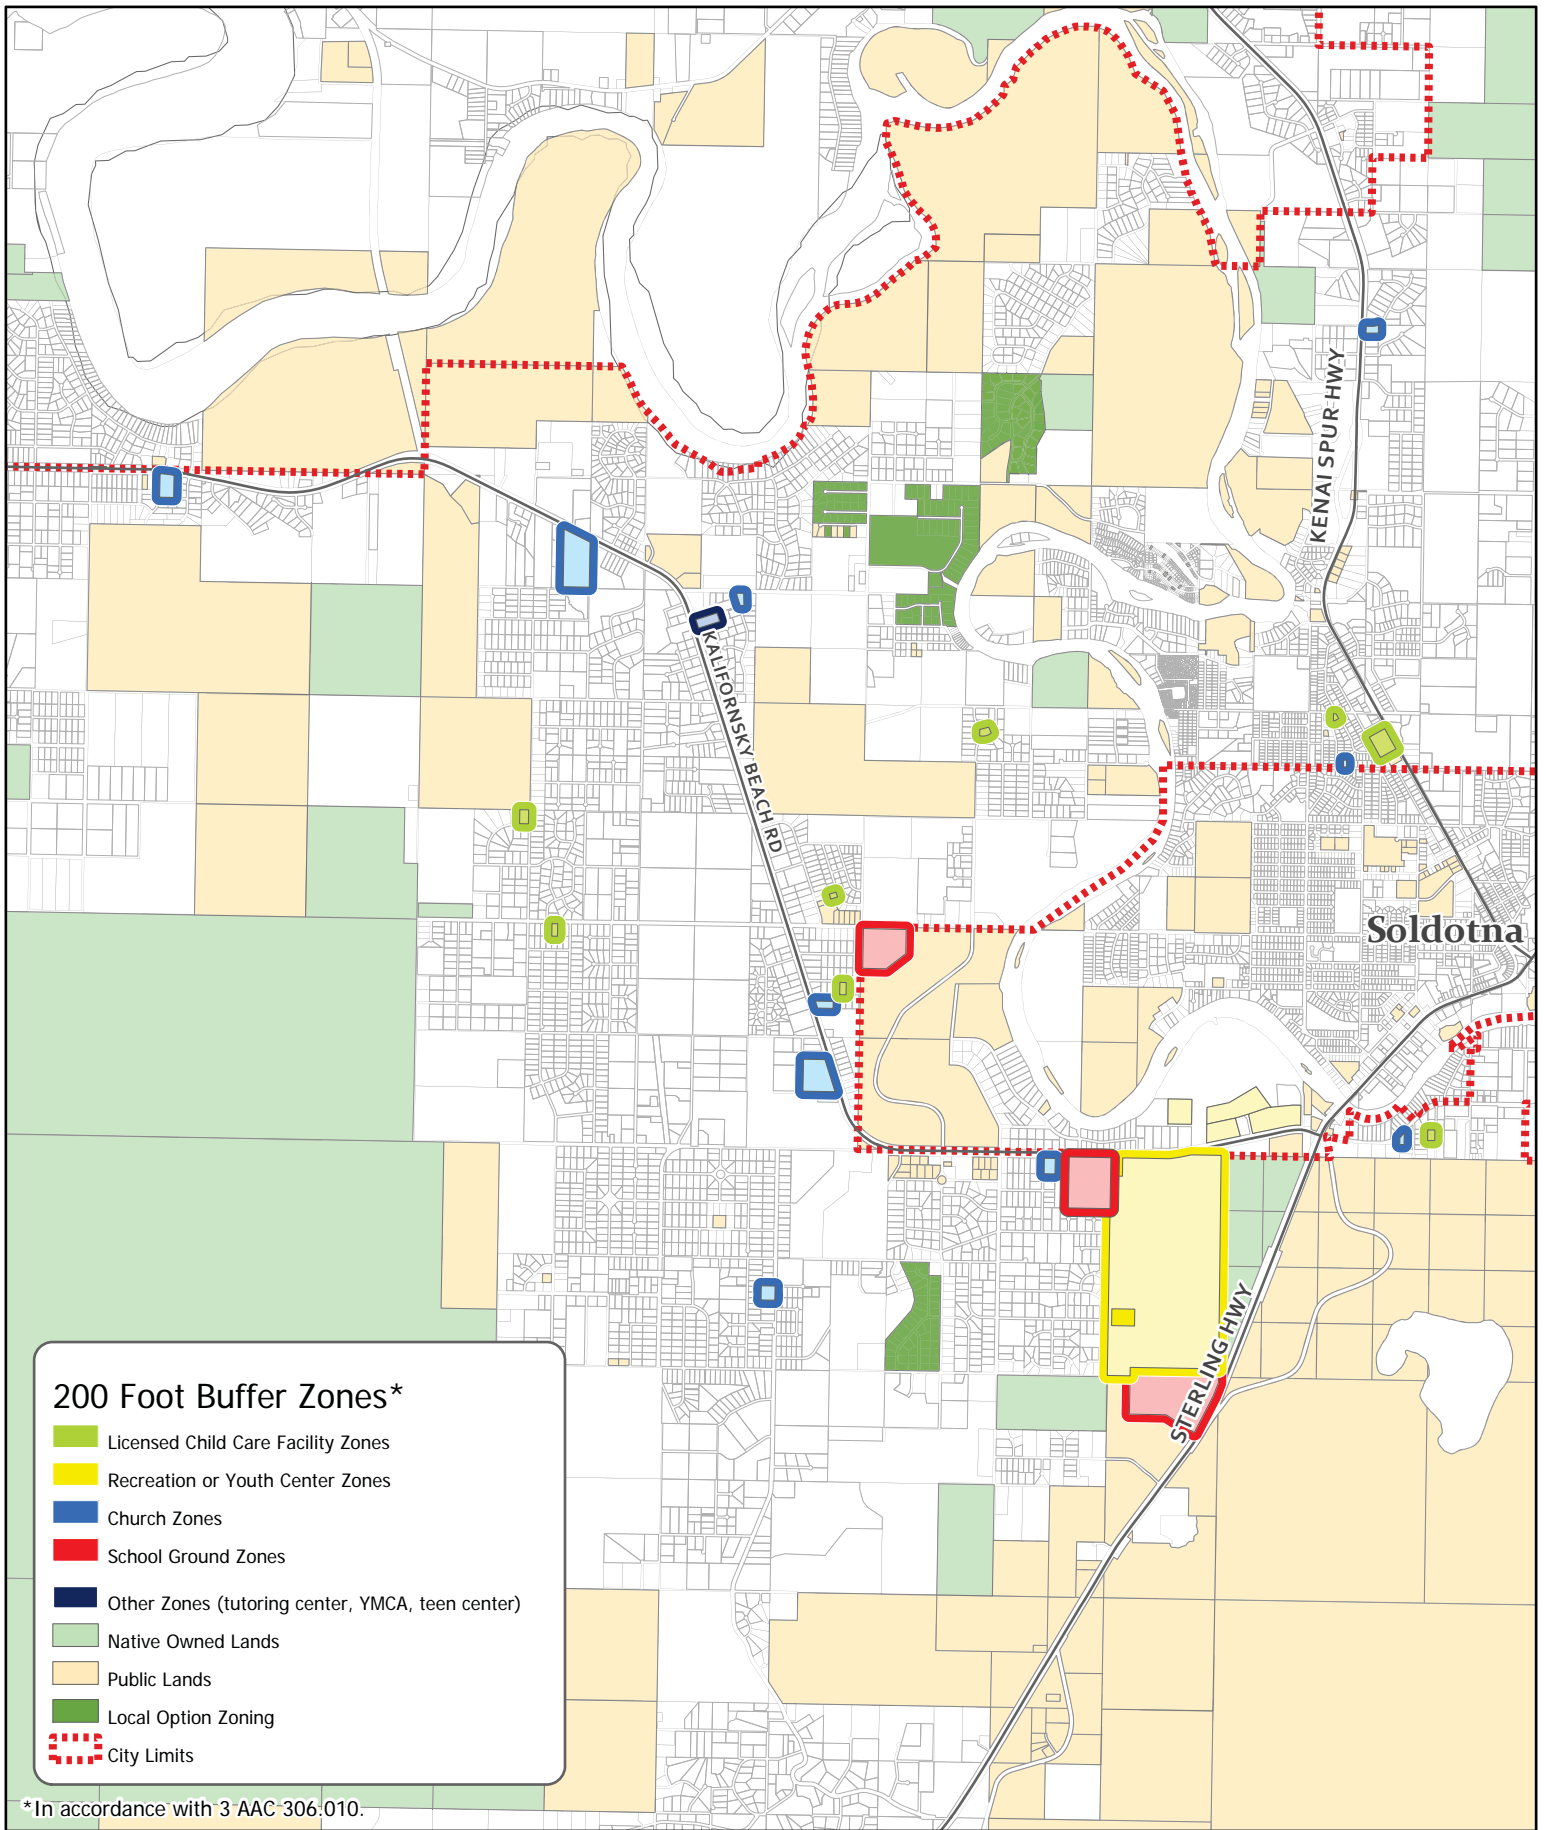 KENAI SPUR HWY
KALIFORNSKY BEACH RD
Soldotna
STERLING HWY
200 Foot Buffer Zones*
Licensed Child Care Facility Zones
Recreation or Youth Center Zones
Church Zones
School Ground Zones
Other Zones (tutoring center, YMCA, teen center)
Native Owned Lands
Public Lands
Local Option Zoning
City Limits
*In accordance with 3 AAC 306.010.